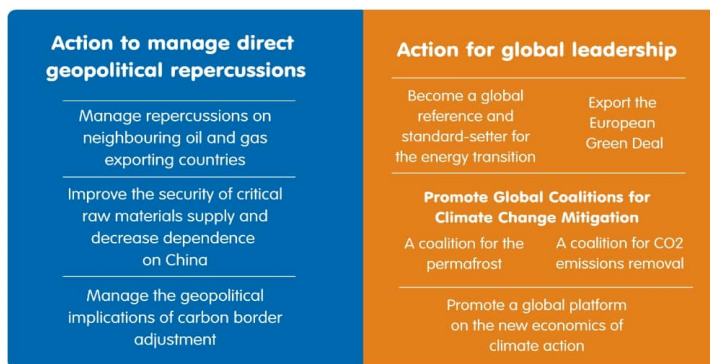 Action to manage direct
geopolitical repercussions
Manage repercussions on
neighbouring oil and gas
exporting countries
Improve the security of critical
raw materials supply and
decrease dependence
on China
Manage the geopolitical
implications of carbon border
adjustment
Action for global leadership
Become a global
reference and
standard-setter for
the energy transition
Export the
European
Green Deal
Promote Global Coalitions for
Climate Change Mitigation
A coalition for the
permafrost
A coalition for CO2
emissions removal
Promote a global platform
on the new economics of
climate action